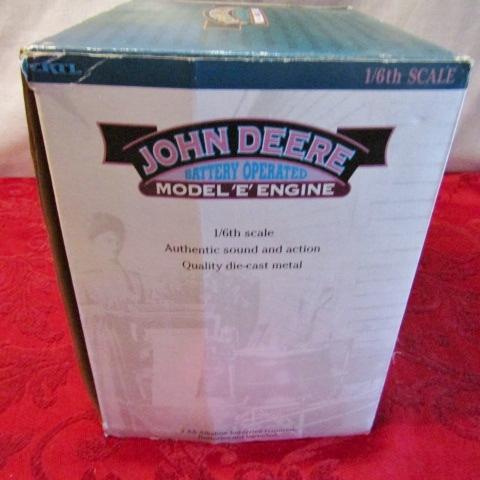 ERTL
1/6th SCALE
JOHN DEERE
BATTERY OPERATED
MODEL 'E' ENGINE
1/6th scale
Authentic sound and action
Quality die-cast metal